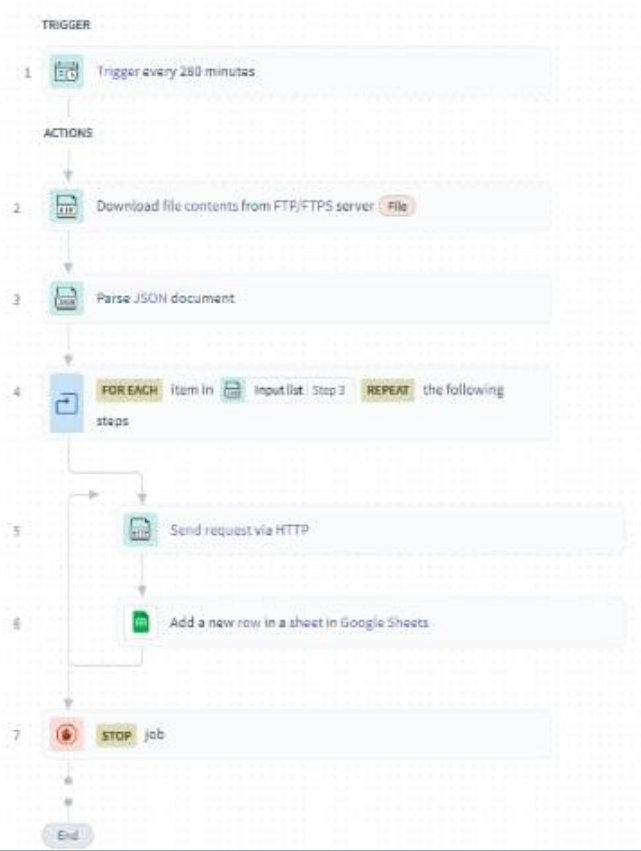 TRIGGER
1 Trigger every 280 minutes
ACTIONS
2 Download file contents from FTP/FTPS server File
3 JSON Parse JSON document
4 FOR EACH item in Input list Step 3 REPEAT the following
steps
5 HTTP Send request via HTTP
6 Add a new row in a sheet in Google Sheets
7 STOP job
End